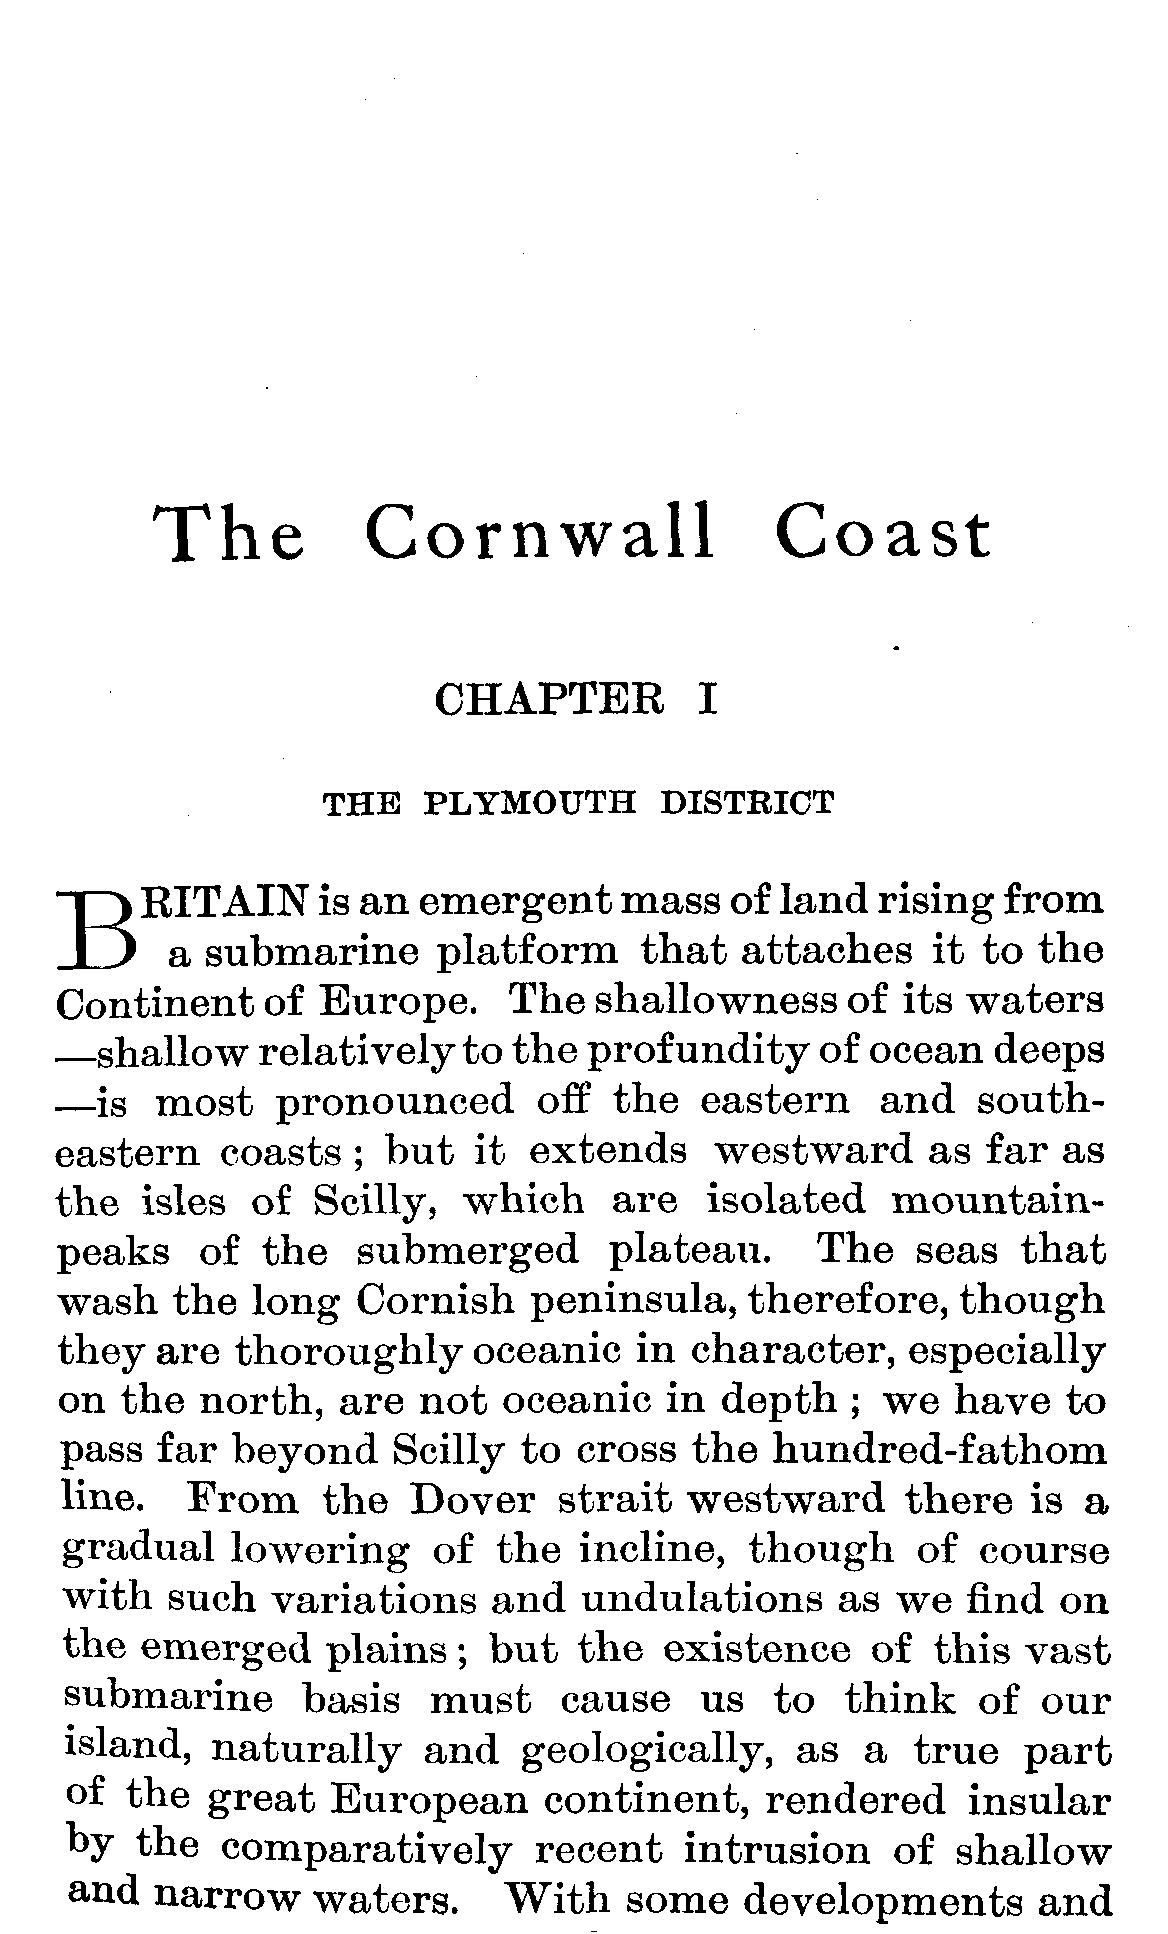 The Cornwall Coast
CHAPTER I
THE PLYMOUTH DISTRICT
BRITAIN is an emergent mass of land rising from
a submarine platform that attaches it to the
Continent of Europe. The shallowness of its waters
—shallow relatively to the profundity of ocean deeps
—is most pronounced off the eastern and south-
eastern coasts ; but it extends westward as far as
the isles of Scilly, which are isolated mountain-
peaks of the submerged plateau. The seas that
wash the long Cornish peninsula, therefore, though
they are thoroughly oceanic in character, especially
on the north, are not oceanic in depth ; we have to
pass far beyond Scilly to cross the hundred-fathom
line. From the Dover strait westward there is a
gradual lowering of the incline, though of course
with such variations and undulations as we find on
the emerged plains ; but the existence of this vast
submarine basis must cause us to think of our
island, naturally and geologically, as a true part
of the great European continent, rendered insular
by the comparatively recent intrusion of shallow
and narrow waters. With some developments and